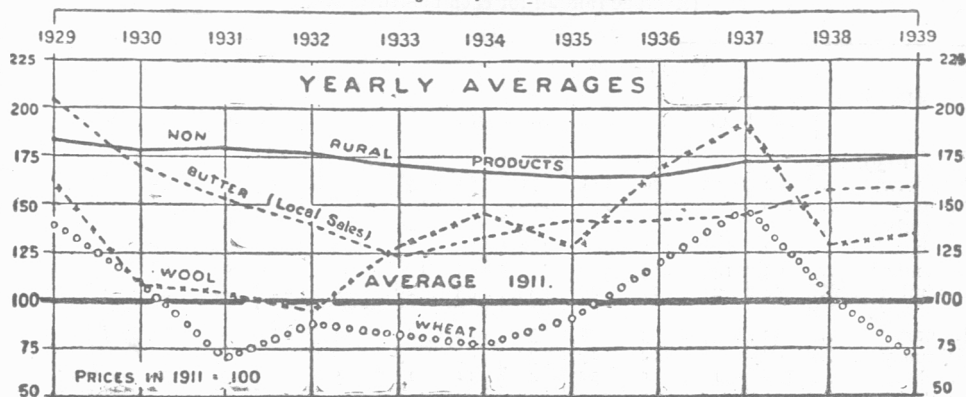 1929 1930 1931 1932 1933 1934 1935 1936 1937 1938 1939
225 YEARLY AVERAGES 225
200 200
NON RURAL PRODUCTS
175 175
BUTTER (Local Sales)
150 150
125 125
WOOL
AVERAGE 1911.
100 100
WHEAT
75 75
PRICES IN 1911 = 100
50 50